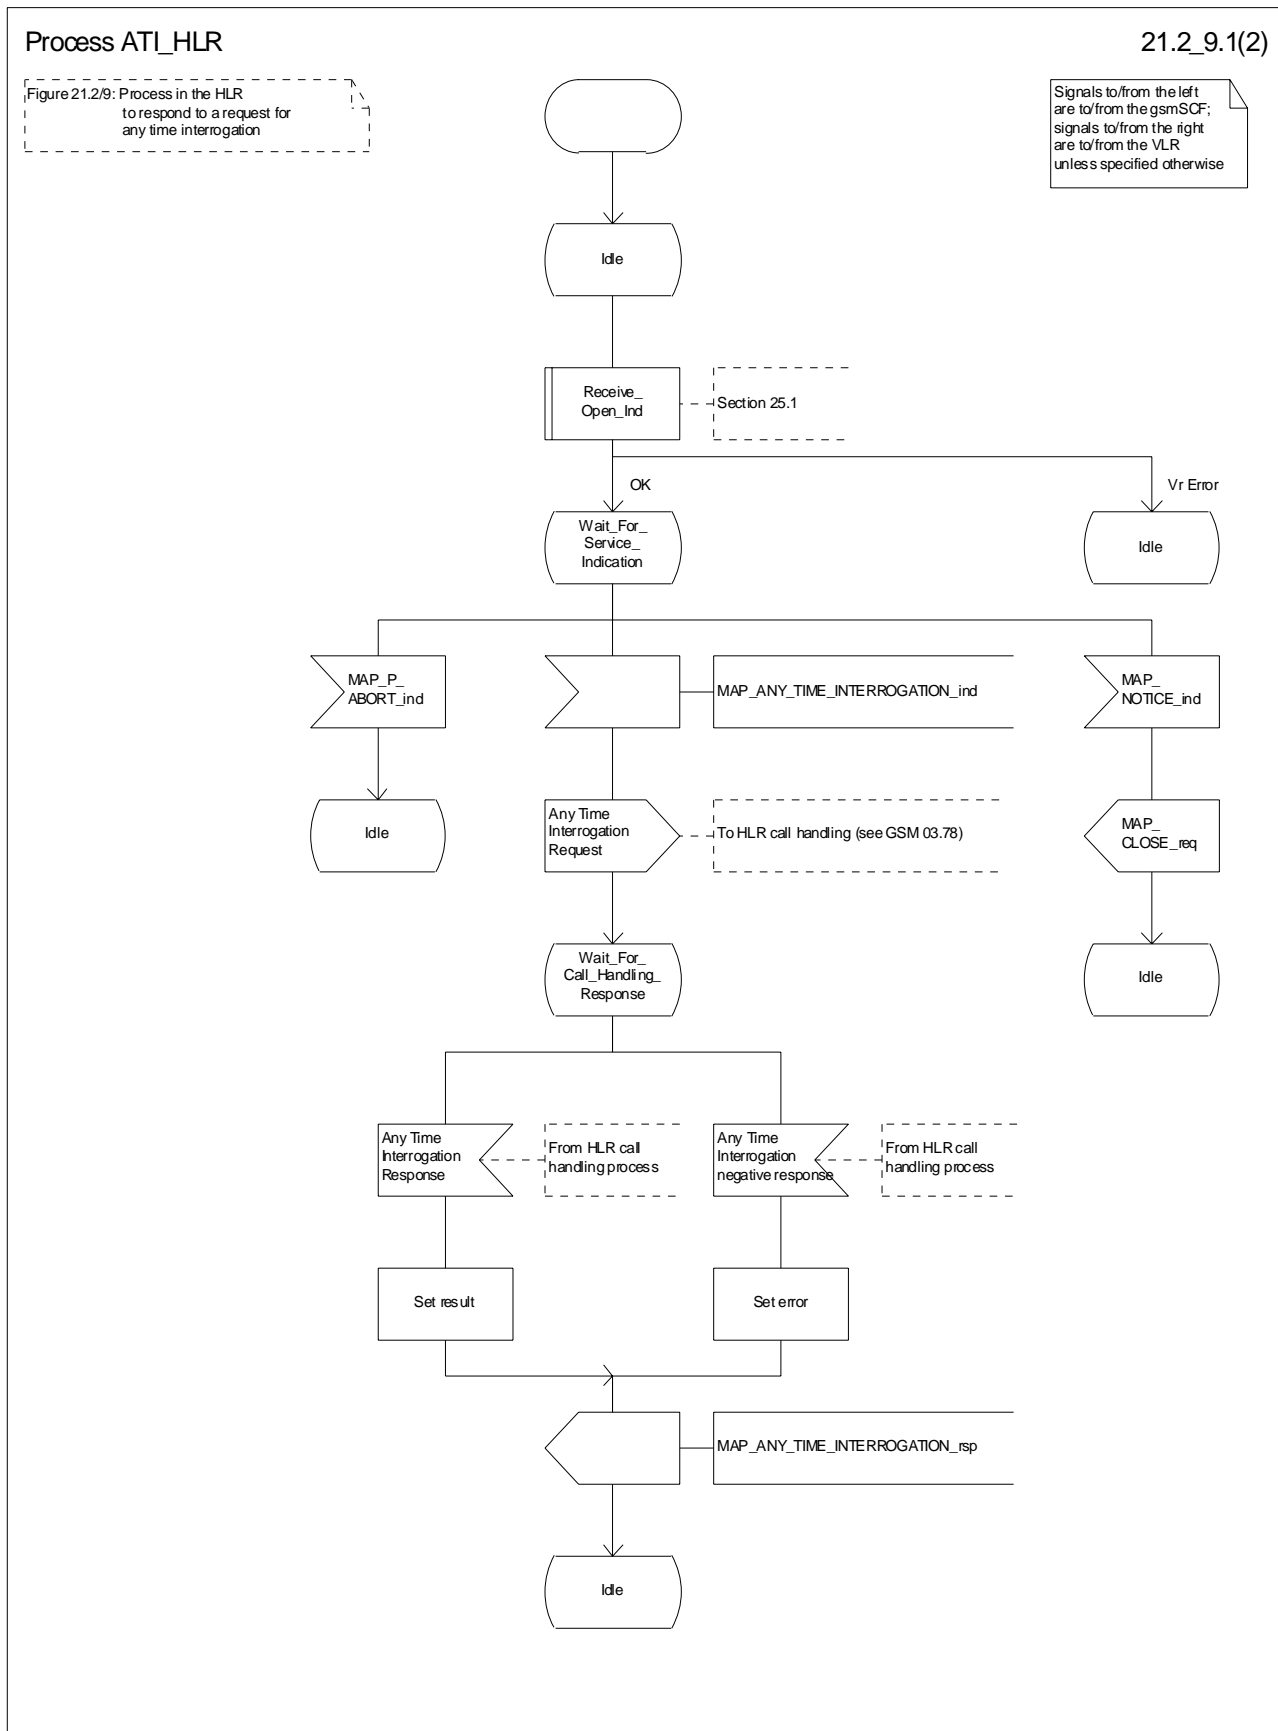 Process ATI_HLR
21.2_9.1(2)
Figure 21.2/9: Process in the HLR
to respond to a request for
any time interrogation
Signals to/from the left
are to/from the gsmSCF;
signals to/from the right
are to/from the VLR
unless specified otherwise
Idle
Receive_
Open_Ind
Section 25.1
OK
Vr Error
Wait_For_
Service_
Indication
Idle
MAP_P_
ABORT_ind
MAP_ANY_TIME_INTERROGATION_ind
MAP_
NOTICE_ind
Idle
Any Time
Interrogation
Request
To HLR call handling (see GSM 03.78)
MAP_
CLOSE_req
Wait_For_
Call_Handling_
Response
Idle
Any Time
Interrogation
Response
From HLR call
handling process
Any Time
Interrogation
negative response
From HLR call
handling process
Set result
Set error
MAP_ANY_TIME_INTERROGATION_rsp
Idle